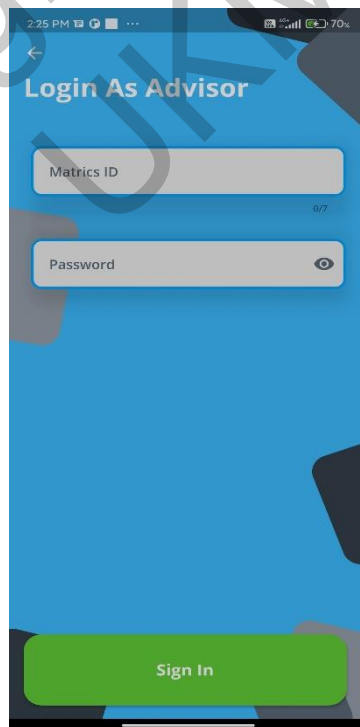 2:25 PM
70%
Login As Advisor
Matrics ID
0/7
Password
Sign In